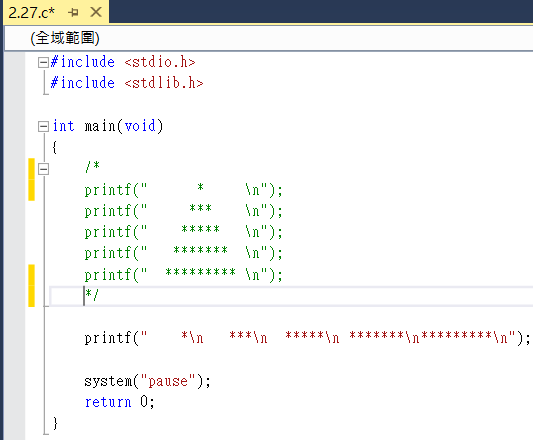 2.27.c*
(全域範圍)
#include <stdio.h>
#include <stdlib.h>
int main(void)
{
/*
printf("      *     \n");
printf("     ***    \n");
printf("    *****   \n");
printf("   *******  \n");
printf("  ********* \n");
*/
printf("    *\n   ***\n  *****\n *******\n*********\n");
system("pause");
return 0;
}